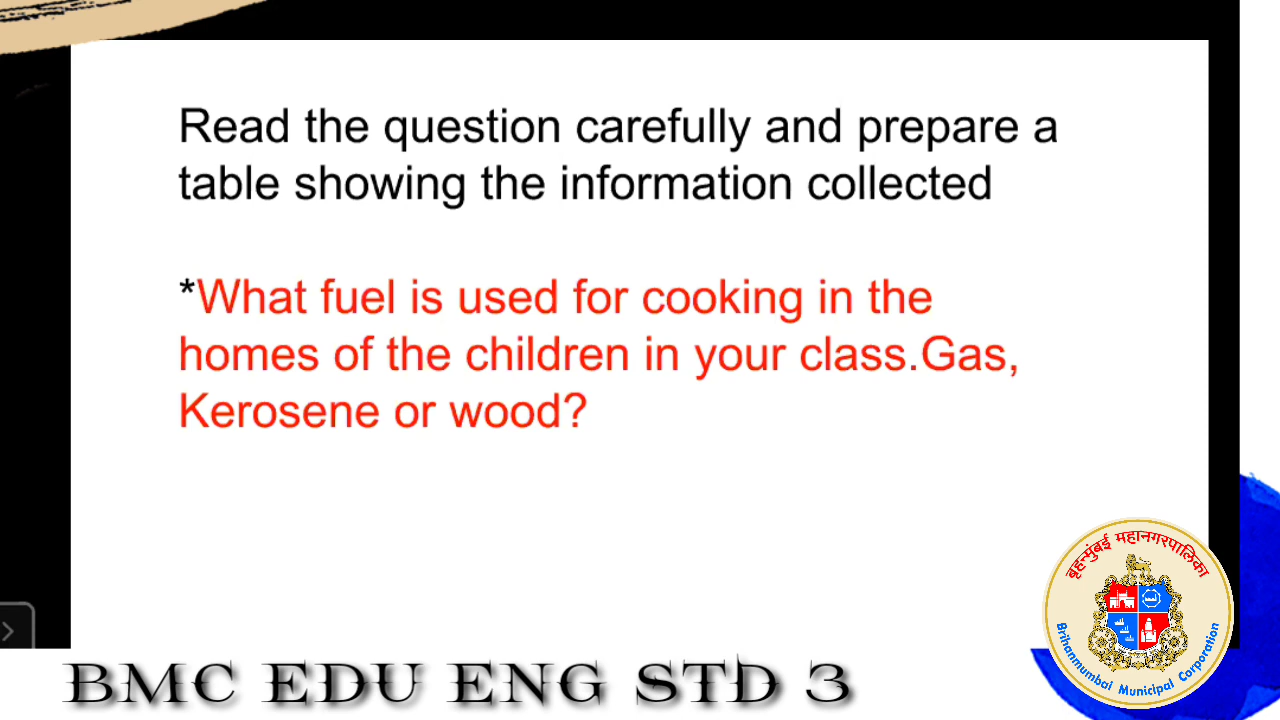 Read the question carefully and prepare a
table showing the information collected
*What fuel is used for cooking in the
homes of the children in your class.Gas,
Kerosene or wood?
बृहन्मुंबई महानगरपालिका
Brihanmumbai Municipal Corporation
BMC EDU ENG STD 3